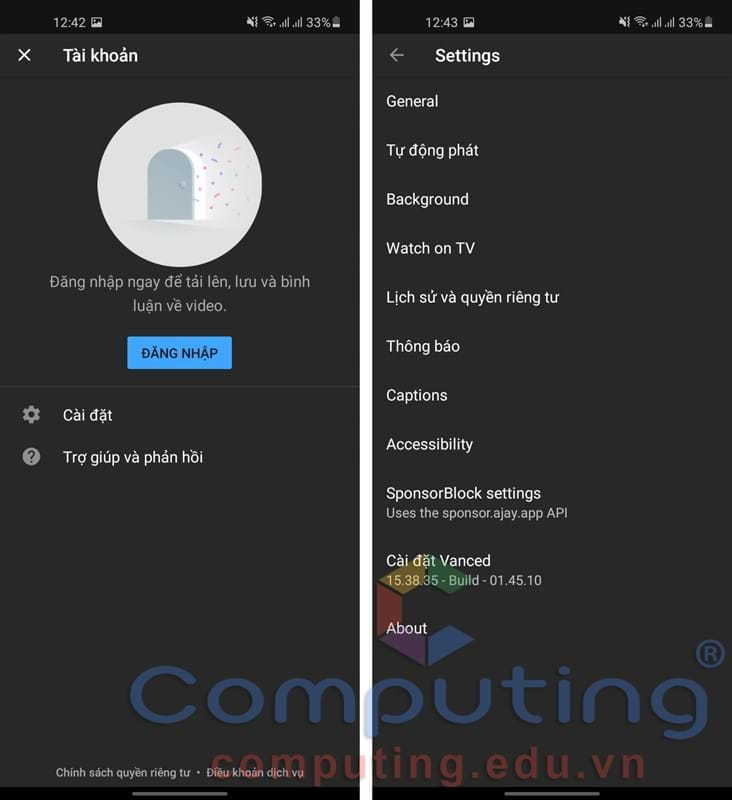 12:42
33%
Tài khoản
Đăng nhập ngay để tải lên, lưu và bình
luận về video.
ĐĂNG NHẬP
Cài đặt
Trợ giúp và phản hồi
Chính sách quyền riêng tư • Điều khoản dịch vụ
12:43
33%
Settings
General
Tự động phát
Background
Watch on TV
Lịch sử và quyền riêng tư
Thông báo
Captions
Accessibility
SponsorBlock settings
Uses the sponsor.ajay.app API
Cài đặt Vanced
15.38.35 - Build - 01.45.10
About
Computing®
computing.edu.vn